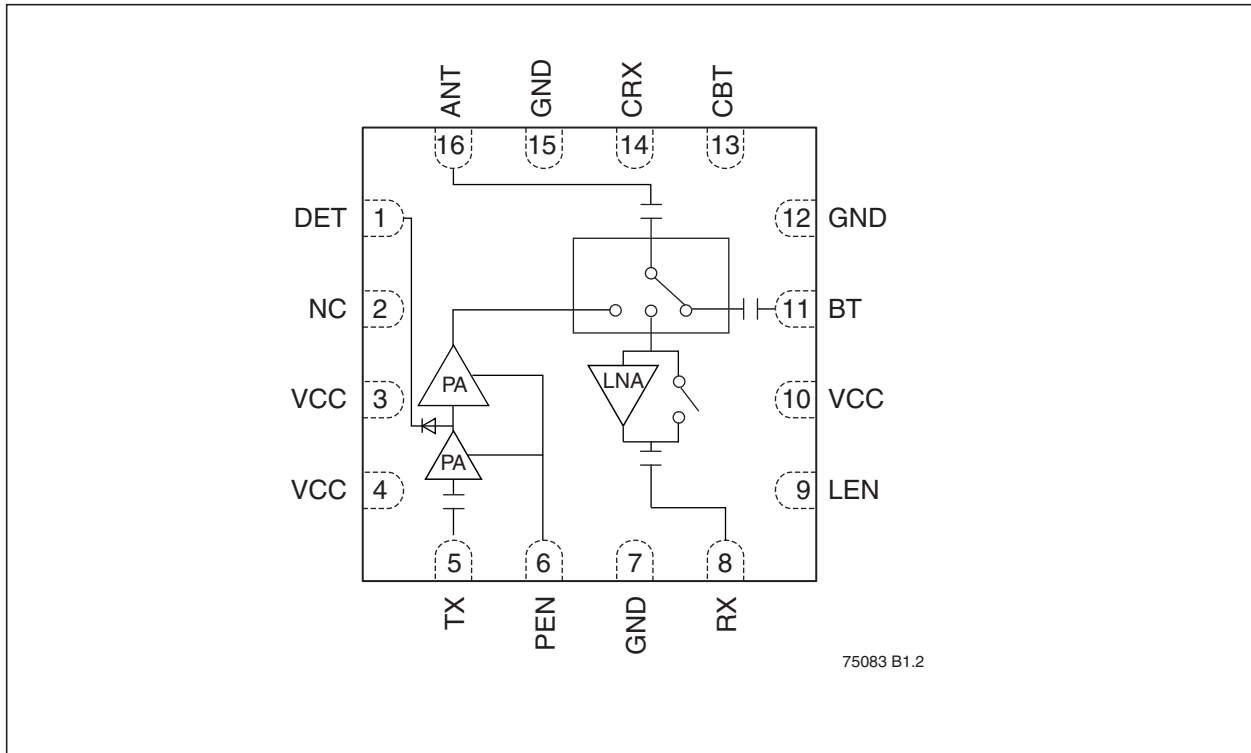 ANT
GND
CRX
CBT
16
15
14
13
DET 1
12 GND
NC 2
11 BT
PA
LNA
VCC 3
10 VCC
PA
VCC 4
9 LEN
5
6
7
8
TX
PEN
GND
RX
75083 B1.2